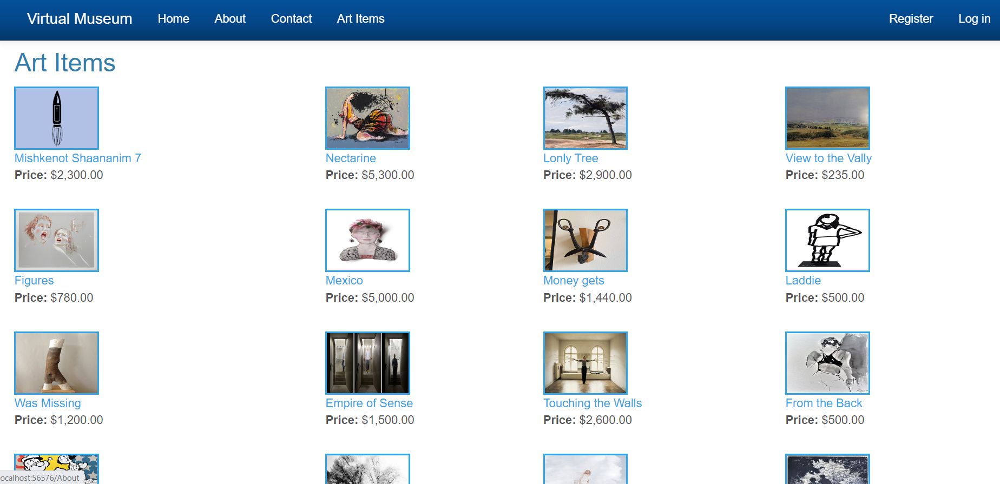 Virtual Museum Home About Contact Art Items Register Log in
Art Items
Mishkenot Shaananim 7 Nectarine Lonly Tree View to the Vally
Price: $2,300.00 Price: $5,300.00 Price: $2,900.00 Price: $235.00
Figures Mexico Money gets Laddie
Price: $780.00 Price: $5,000.00 Price: $1,440.00 Price: $500.00
Was Missing Empire of Sense Touching the Walls From the Back
Price: $1,200.00 Price: $1,500.00 Price: $2,600.00 Price: $500.00
ocalhost:56576/About